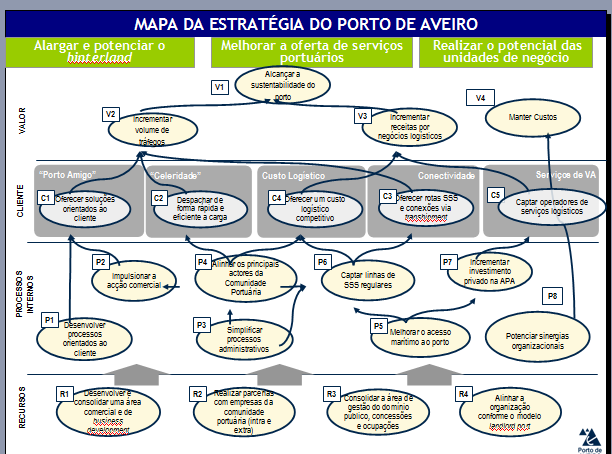 MAPA DA ESTRATÉGIA DO PORTO DE AVEIRO
Alargar e potenciar o
hinterland
Melhorar a oferta de serviços
portuários
Realizar o potencial das
unidades de negócio
VALOR
V1
Alcançar a
sustentabilidade do
porto
V2
Incrementar
volume de
tráfegos
V3
Incrementar
receitas por
negócios logísticos
V4
Manter Custos
CLIENTE
"Porto Amigo"
"Celeridade"
Custo Logístico
Conectividade
Serviços de VA
C1
Oferecer soluções
orientados ao
cliente
C2
Despachar de
forma rápida e
eficiente a carga
C4
Oferecer um custo
logístico
competitivo
C3
Oferecer rotas SSS
e conexões via
transhipment
C5
Captar operadores de
serviços logísticos
PROCESSOS
INTERNOS
P2
Impulsionar a
acção comercial
P4
Alinhar os principais
actores da
Comunidade
Portuária
P6
Captar linhas de
SSS regulares
P7
Incrementar
investimento
privado na APA
P8
P1
Desenvolver
processos
orientados ao
cliente
P3
Simplificar
processos
administrativos
P5
Melhorar o acesso
marítimo ao porto
Potenciar sinergias
organizacionais
RECURSOS
R1
Desenvolver e
consolidar uma área
comercial e de
business
development
R2
Realizar parcerias
com empresas da
comunidade
portuária (intra e
extra)
R3
Consolidar a área de
gestão do domínio
público, concessões
e ocupações
R4
Alinhar a
organização
conforme o modelo
landlord port
Porto de